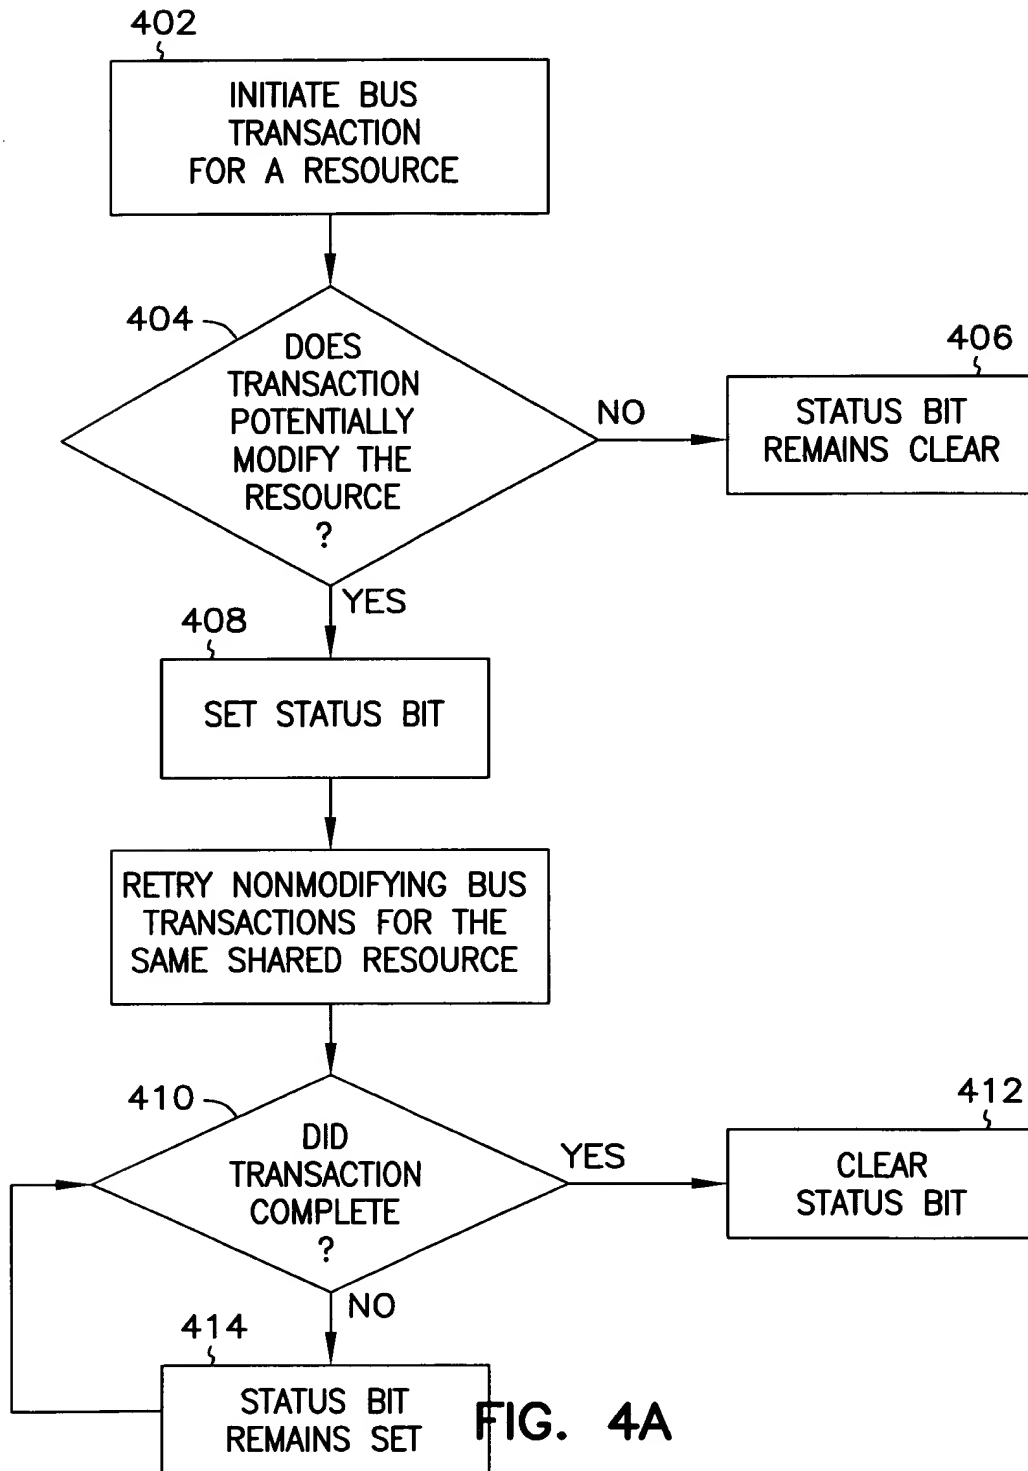 402
INITIATE BUS
TRANSACTION
FOR A RESOURCE
404
DOES
TRANSACTION
POTENTIALLY
MODIFY THE
RESOURCE
?
NO
406
STATUS BIT
REMAINS CLEAR
YES
408
SET STATUS BIT
RETRY NONMODIFYING BUS
TRANSACTIONS FOR THE
SAME SHARED RESOURCE
410
DID
TRANSACTION
COMPLETE
?
YES
412
CLEAR
STATUS BIT
NO
414
STATUS BIT
REMAINS SET
FIG. 4A